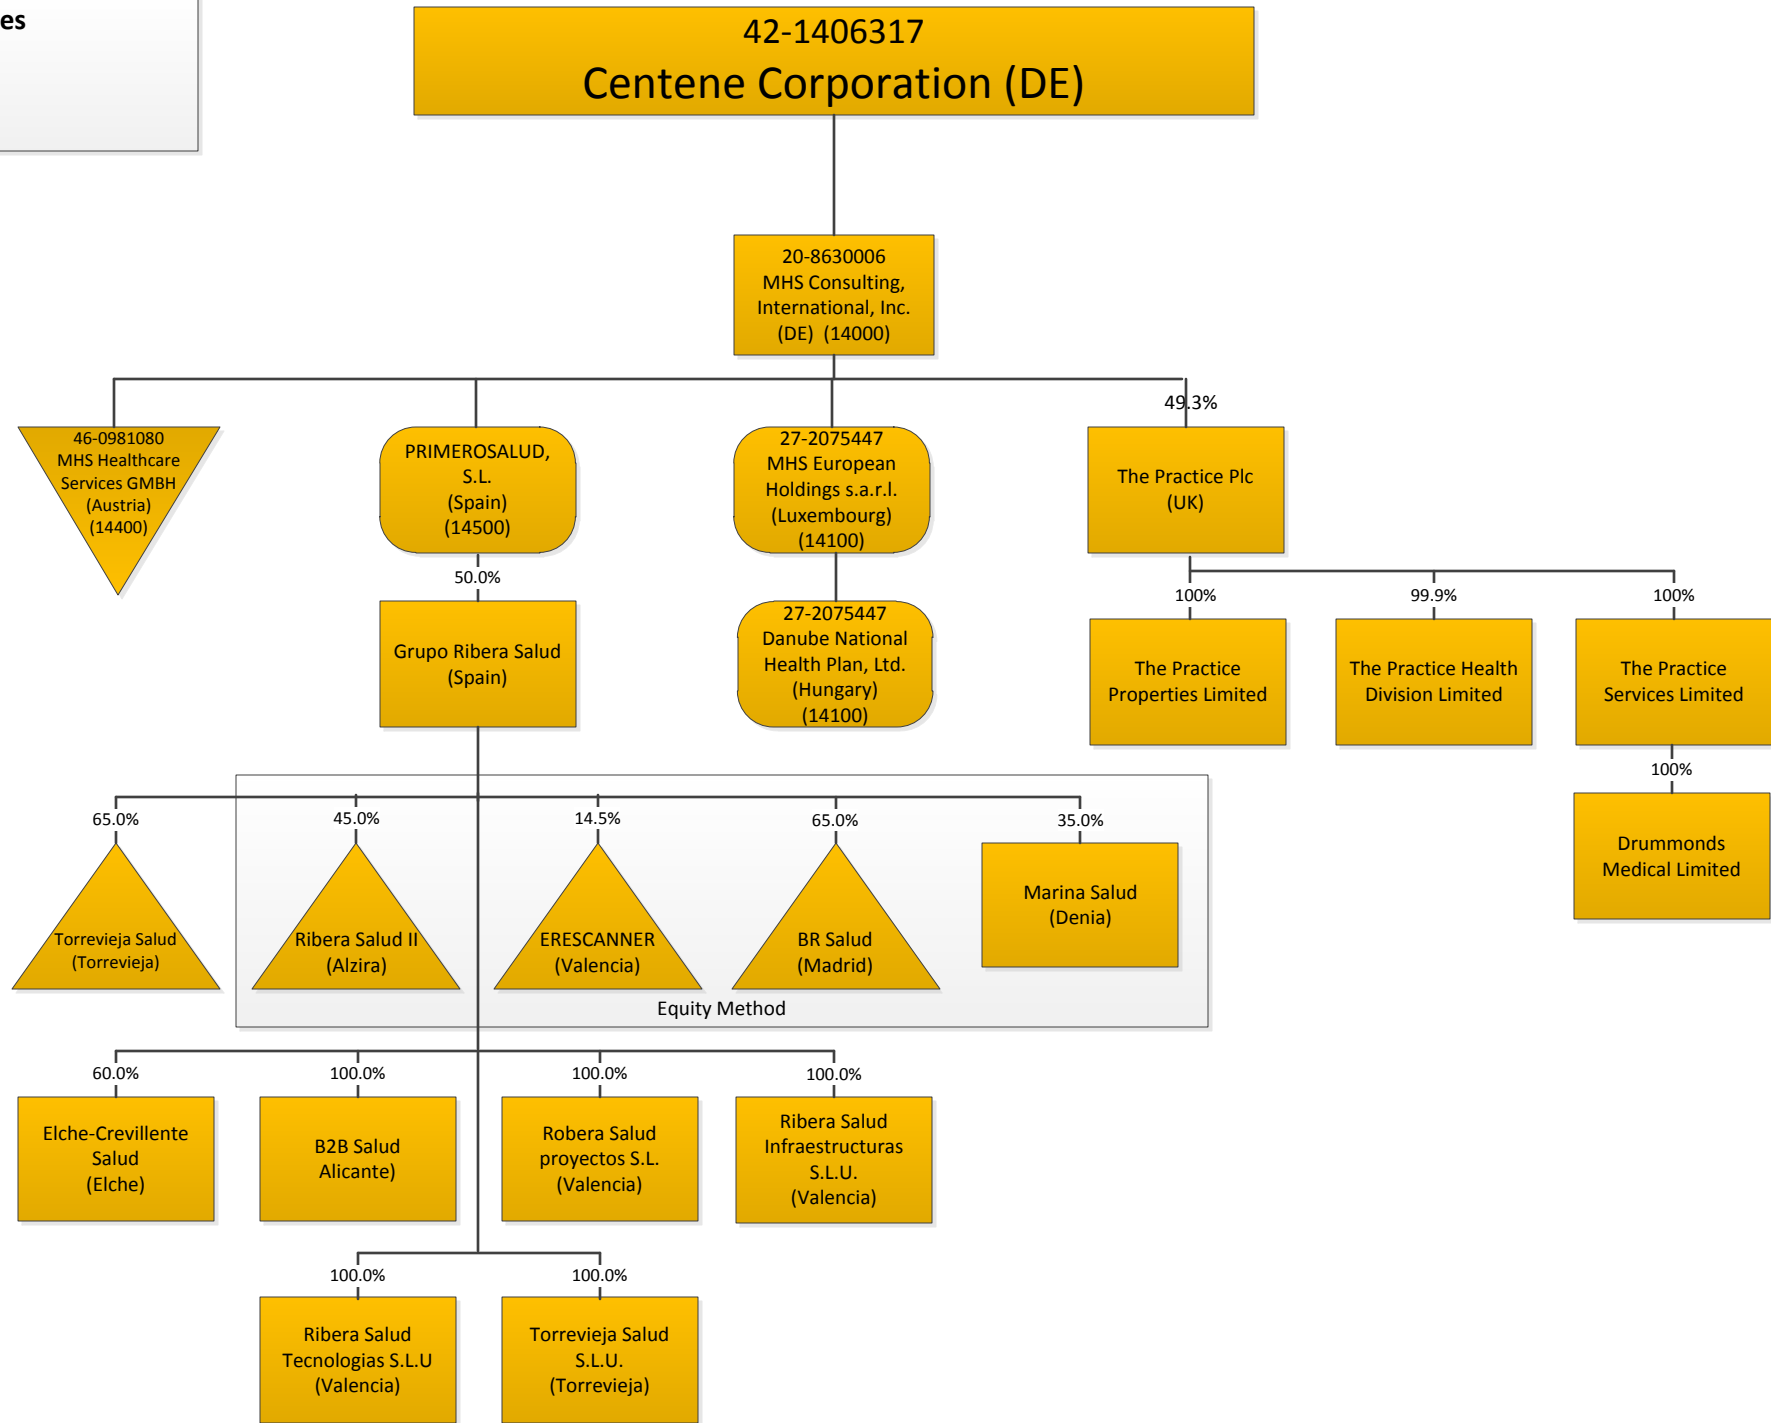 es
42-1406317
Centene Corporation (DE)
20-8630006
MHS Consulting,
International, Inc.
(DE)  (14000)
49.3%
46-0981080
MHS Healthcare
Services GMBH
(Austria)
(14400)
PRIMEROSALUD,
S.L.
(Spain)
(14500)
27-2075447
MHS European
Holdings s.a.r.l.
(Luxembourg)
(14100)
The Practice Plc
(UK)
50.0%
100%
99.9%
100%
Grupo Ribera Salud
(Spain)
27-2075447
Danube National
Health Plan, Ltd.
(Hungary)
(14100)
The Practice
Properties Limited
The Practice Health
Division Limited
The Practice
Services Limited
100%
Drummonds
Medical Limited
65.0%
45.0%
14.5%
65.0%
35.0%
Torrevieja Salud
(Torrevieja)
Ribera Salud II
(Alzira)
ERESCANNER
(Valencia)
BR Salud
(Madrid)
Marina Salud
(Denia)
Equity Method
60.0%
100.0%
100.0%
100.0%
Elche-Crevillente
Salud
(Elche)
B2B Salud
Alicante)
Robera Salud
proyectos S.L.
(Valencia)
Ribera Salud
Infraestructuras
S.L.U.
(Valencia)
100.0%
100.0%
Ribera Salud
Tecnologias S.L.U
(Valencia)
Torrevieja Salud
S.L.U.
(Torrevieja)